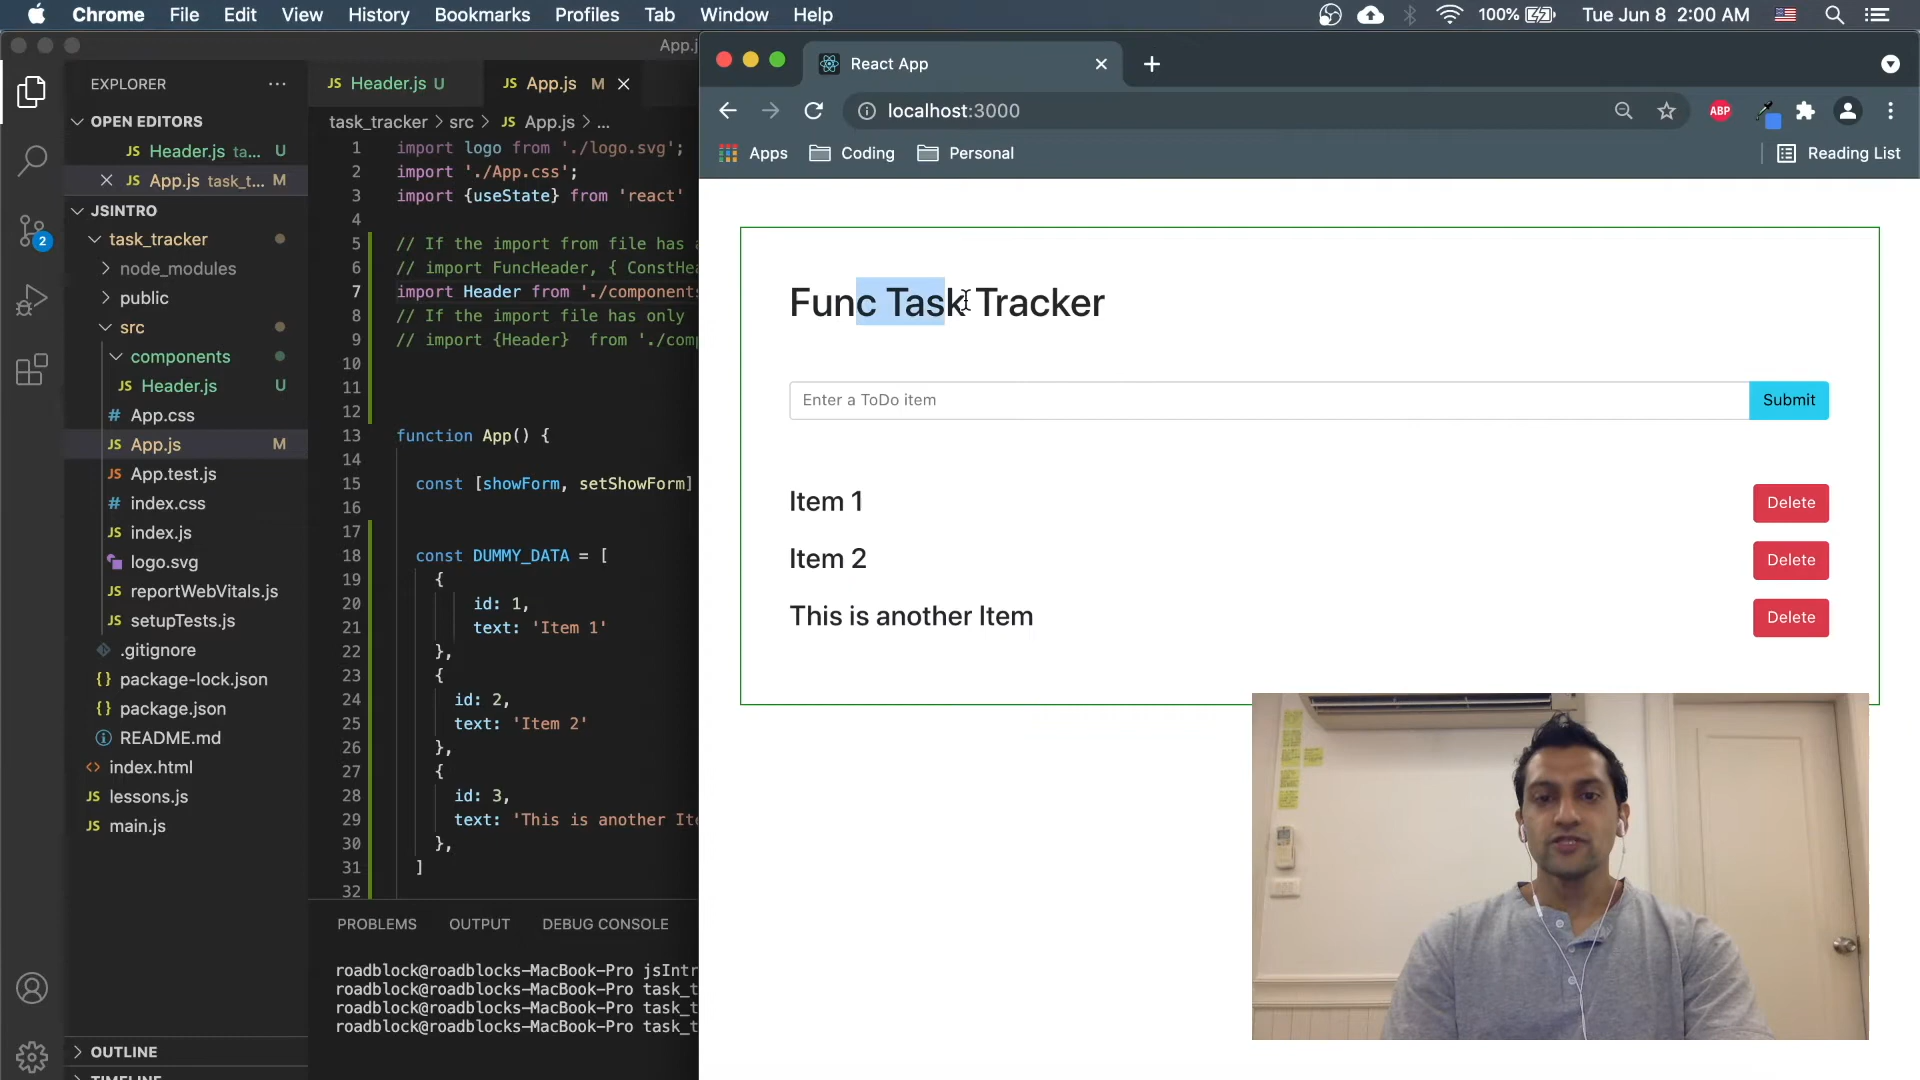 Chrome File Edit View History Bookmarks Profiles Tab Window Help 100% Tue Jun 8 2:00 AM
App.j
EXPLORER
OPEN EDITORS
JS Header.js ta... U
JS App.js task_t... M
JSINTRO
task_tracker
node_modules
public
src
components
JS Header.js U
# App.css
JS App.js M
JS App.test.js
# index.css
JS index.js
logo.svg
JS reportWebVitals.js
JS setupTests.js
.gitignore
{} package-lock.json
{} package.json
README.md
<> index.html
JS lessons.js
JS main.js
OUTLINE
TIMELINE
2
JS Header.js U JS App.js M
task_tracker > src > JS App.js > ...
1 import logo from './logo.svg';
2 import './App.css';
3 import {useState} from 'react'
4
5 // If the import from file has
6 // import FuncHeader, { ConstHea
7 import Header from './components
8 // If the import file has only
9 // import {Header} from './comp
10
11
12
13 function App() {
14
15 const [showForm, setShowForm]
16
17
18 const DUMMY_DATA = [
19 {
20 id: 1,
21 text: 'Item 1'
22 },
23 {
24 id: 2,
25 text: 'Item 2'
26 },
27 {
28 id: 3,
29 text: 'This is another Ite
30 },
31 ]
32
PROBLEMS OUTPUT DEBUG CONSOLE
roadblock@roadblocks-MacBook-Pro jsIntr
roadblock@roadblocks-MacBook-Pro task_t
roadblock@roadblocks-MacBook-Pro task_t
roadblock@roadblocks-MacBook-Pro task_t
React App
localhost:3000
ABP
Apps Coding Personal Reading List
Func Task Tracker
Enter a ToDo item Submit
Item 1 Delete
Item 2 Delete
This is another Item Delete